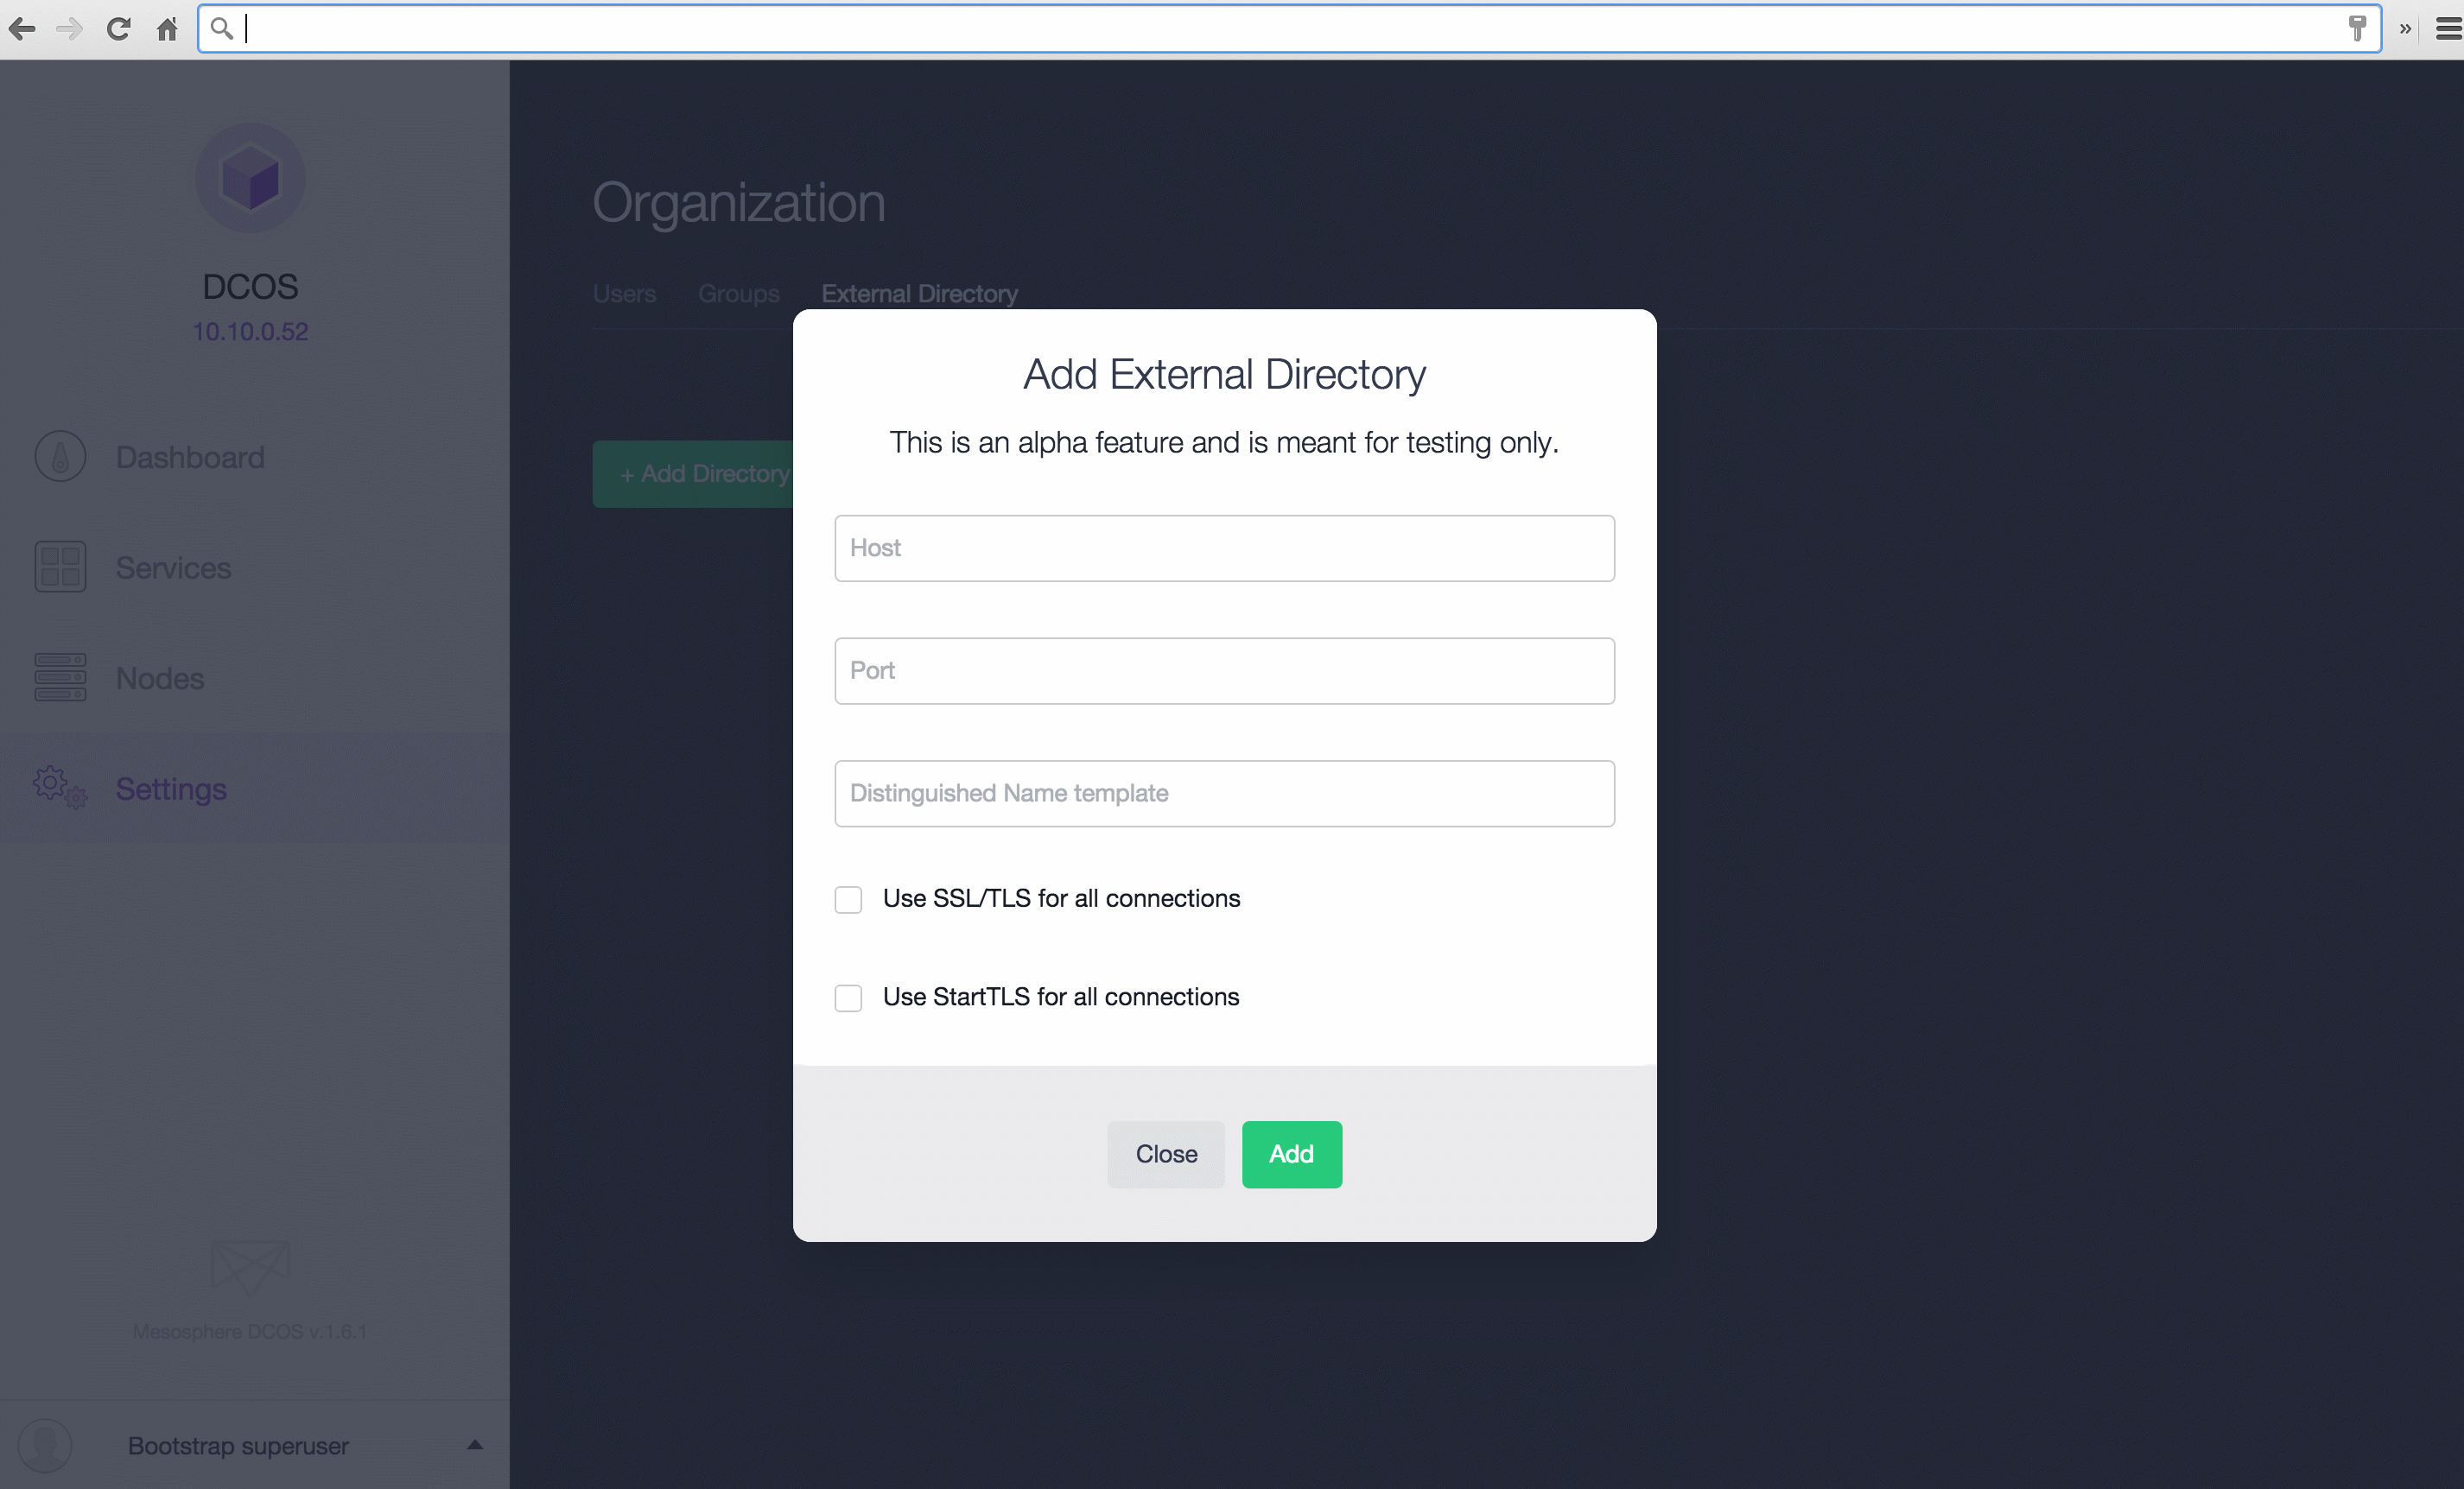 DCOS
10.10.0.52
Dashboard
Services
Nodes
Settings
Mesosphere DCOS v.1.6.1
Bootstrap superuser
Organization
Users Groups External Directory
+ Add Directory
Add External Directory
This is an alpha feature and is meant for testing only.
Host
Port
Distinguished Name template
Use SSL/TLS for all connections
Use StartTLS for all connections
Close Add